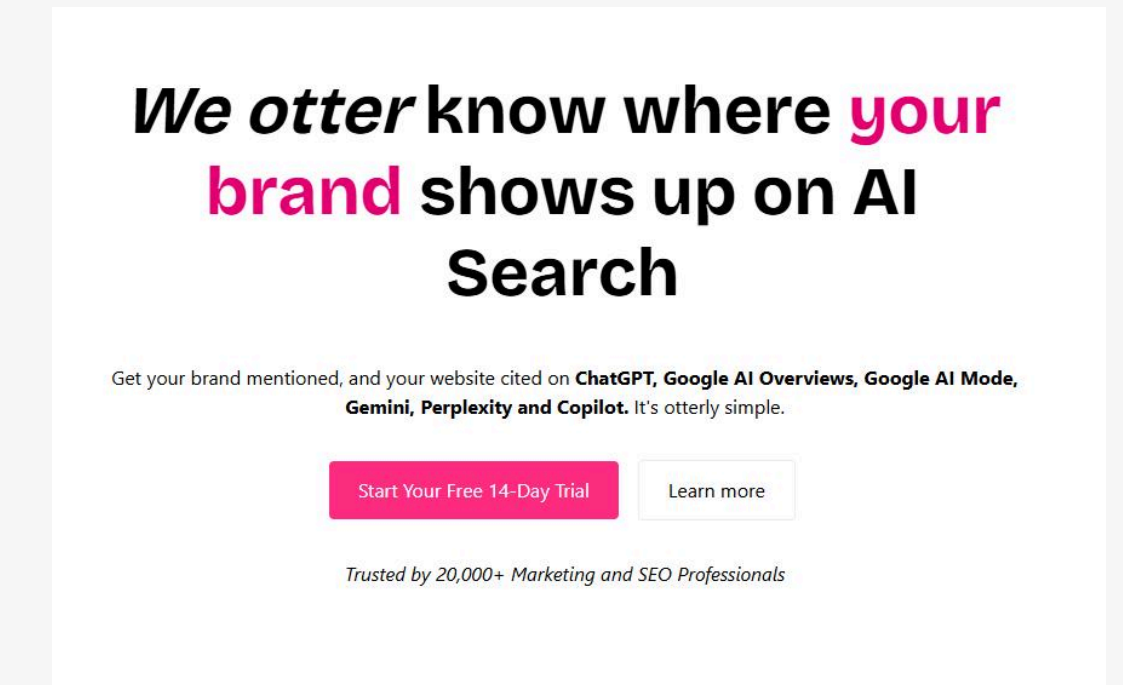 We otter know where your
brand shows up on AI
Search
Get your brand mentioned, and your website cited on ChatGPT, Google AI Overviews, Google AI Mode,
Gemini, Perplexity and Copilot. It's otterly simple.
Start Your Free 14-Day Trial
Learn more
Trusted by 20,000+ Marketing and SEO Professionals